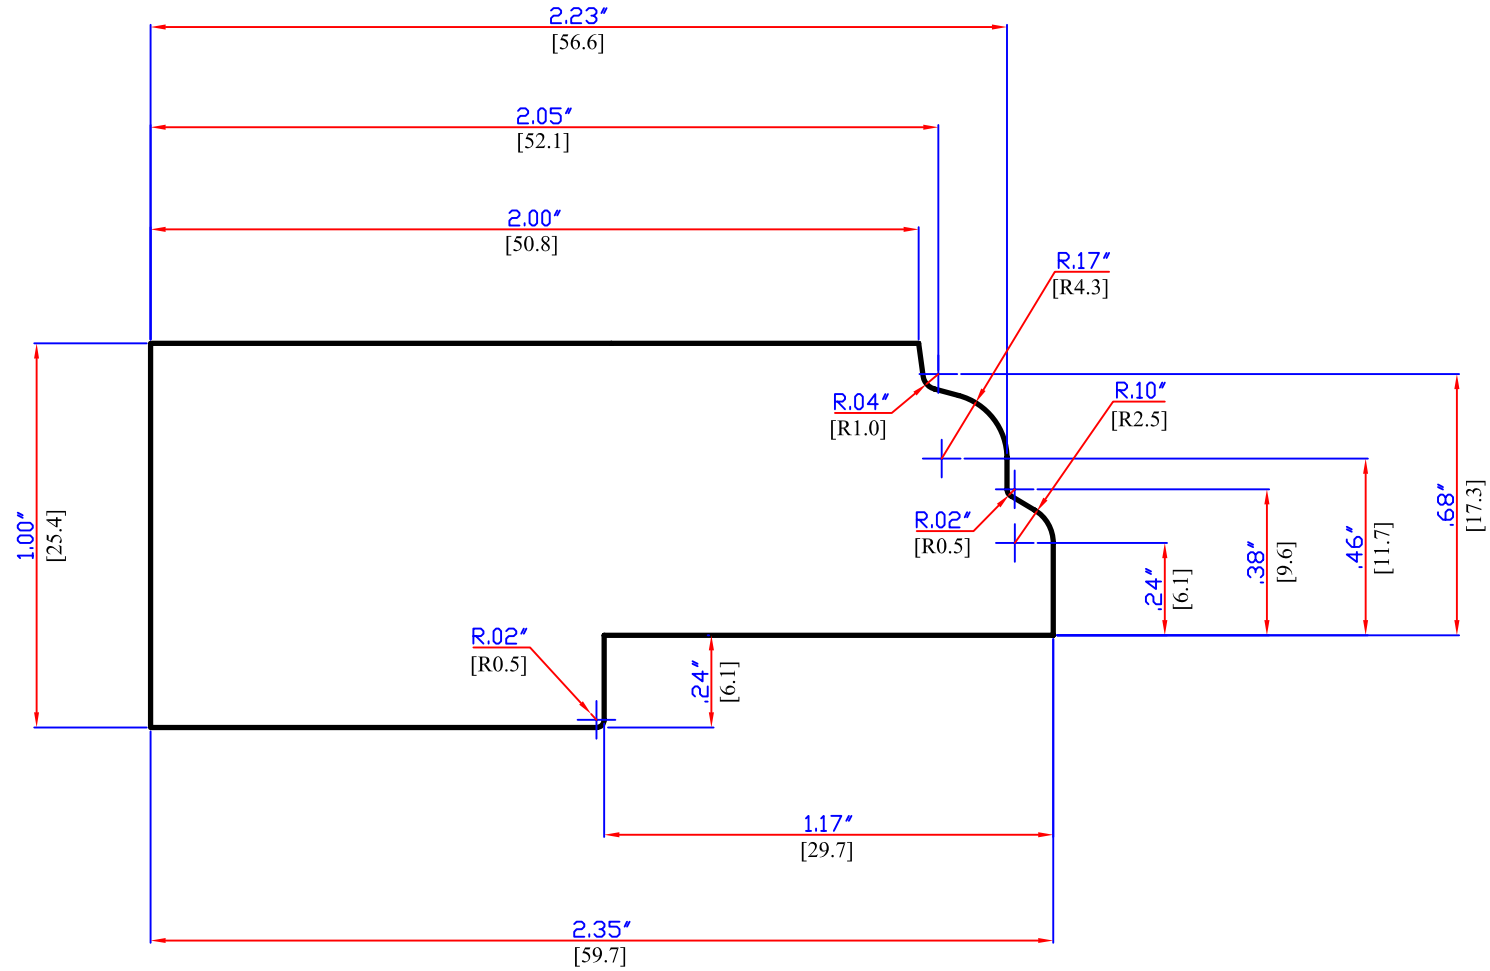 2.23″
[56.6]
2.05″
[52.1]
2.00″
[50.8]
R.17″
[R4.3]
R.04″
[R1.0]
R.10″
[R2.5]
1.00″
[25.4]
R.02″
[R0.5]
.24″
[6.1]
.38″
[9.6]
.46″
[11.7]
.68″
[17.3]
R.02″
[R0.5]
.24″
[6.1]
1.17″
[29.7]
2.35″
[59.7]